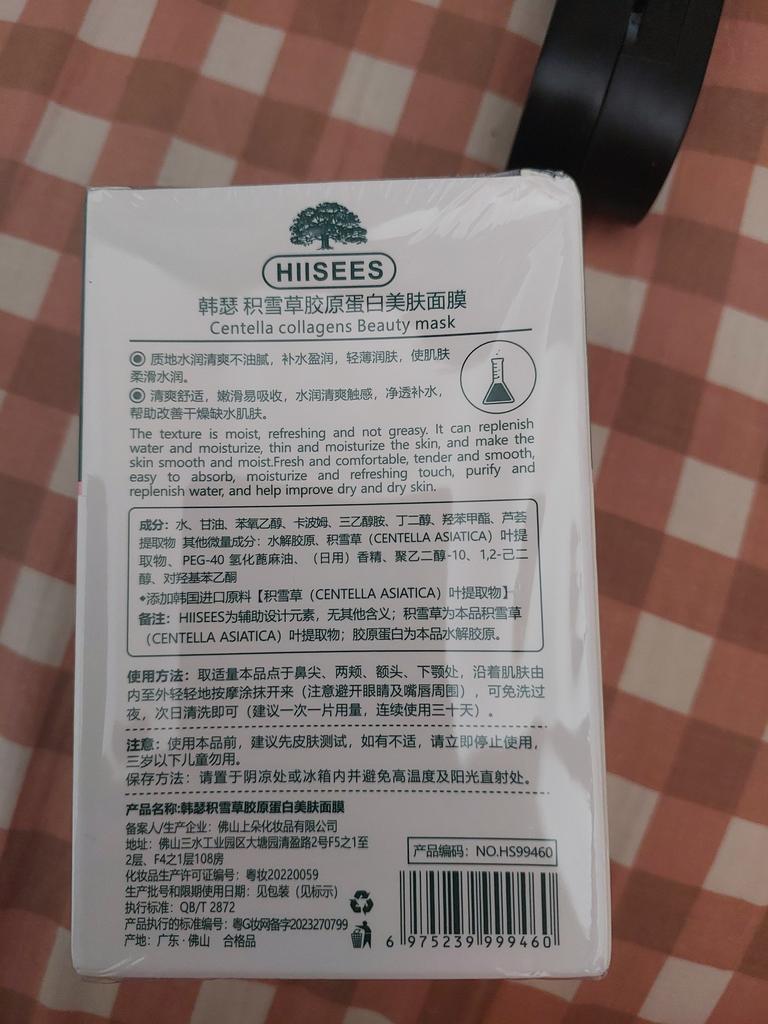 HIISEES
韩瑟 积雪草胶原蛋白美肤面膜
Centella collagens Beauty mask
质地水润清爽不油腻，补水盈润，轻薄润肤，使肌肤
柔滑水润。
清爽舒适，嫩滑易吸收，水润清爽触感，净透补水，
帮助改善干燥缺水肌肤。
The texture is moist, refreshing and not greasy. It can replenish
water and moisturize, thin and moisturize the skin, and make the
skin smooth and moist.Fresh and comfortable, tender and smooth,
easy to absorb, moisturize and refreshing touch, purify and
replenish water, and help improve dry and dry skin.
成分：水、甘油、苯氧乙醇、卡波姆、三乙醇胺、丁二醇、羟苯甲酯、芦荟
提取物 其他微量成分：水解胶原、积雪草（CENTELLA ASIATICA）叶提
取物、PEG-40 氢化蓖麻油、（日用）香精、聚乙二醇-10、1,2-己二
醇、对羟基苯乙酮
◆添加韩国进口原料【积雪草（CENTELLA ASIATICA）叶提取物】
备注：HIISEES为辅助设计元素，无其他含义；积雪草为本品积雪草
（CENTELLA ASIATICA）叶提取物；胶原蛋白为本品水解胶原。
使用方法：取适量本品点于鼻尖、两颊、额头、下颚处，沿着肌肤由
内至外轻轻地按摩涂抹开来（注意避开眼睛及嘴唇周围），可免洗过
夜，次日清洗即可（建议一次一片用量，连续使用三十天）。
注意：使用本品前，建议先皮肤测试，如有不适，请立即停止使用，
三岁以下儿童勿用。
保存方法：请置于阴凉处或冰箱内并避免高温度及阳光直射处。
产品名称:韩瑟积雪草胶原蛋白美肤面膜
备案人/生产企业：佛山上朵化妆品有限公司
地址：佛山三水工业园区大塘园清盈路2号F5之1至
2层、F4之1层108房
化妆品生产许可证编号：粤妆20220059
生产批号和限期使用日期：见包装（见标示）
执行标准：QB/T 2872
产品执行的标准编号：粤G妆网备字2023270799
产地：广东·佛山 合格品
产品编码：NO.HS99460
6 975239 999460